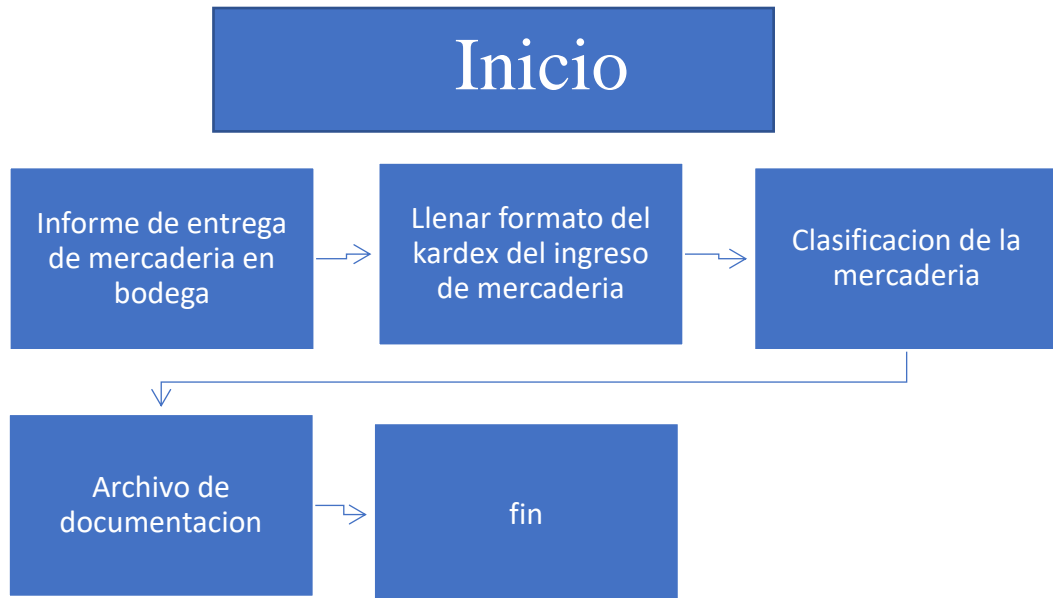 Inicio
Informe de entrega
de mercaderia en
bodega
Llenar formato del
kardex del ingreso
de mercaderia
Clasificacion de la
mercaderia
Archivo de
documentacion
fin